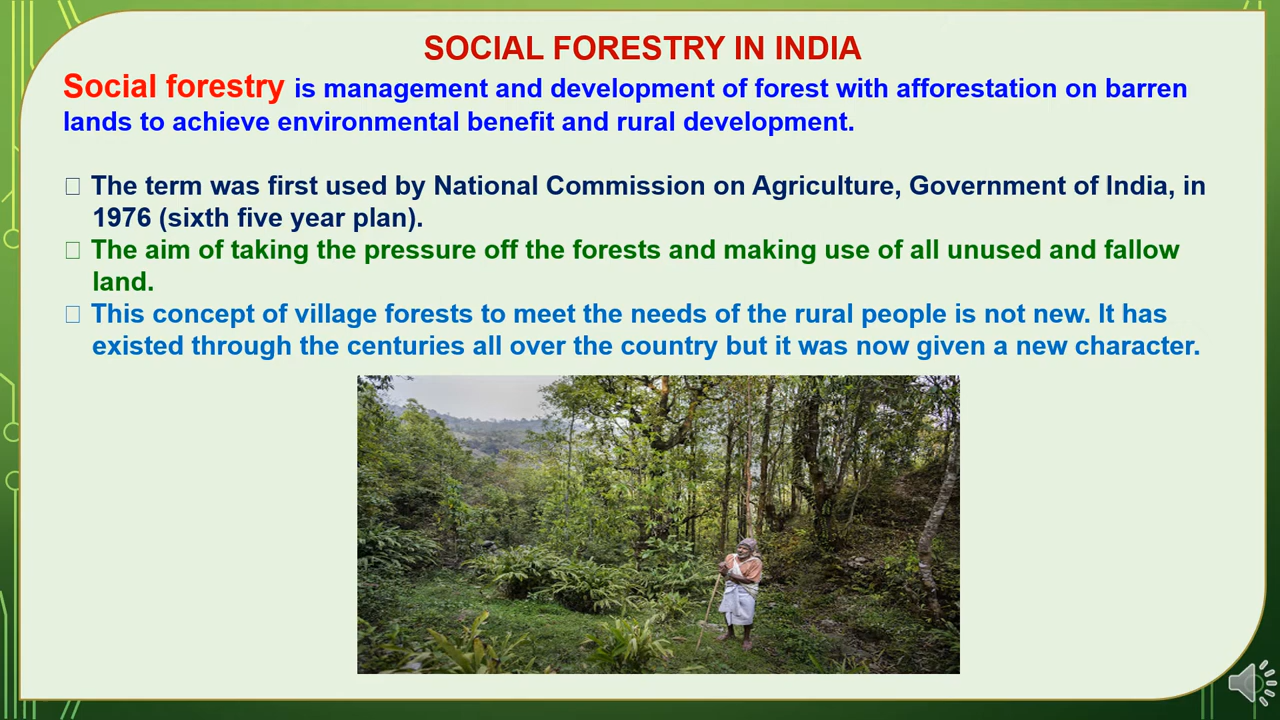 SOCIAL FORESTRY IN INDIA
Social forestry is management and development of forest with afforestation on barren
lands to achieve environmental benefit and rural development.
The term was first used by National Commission on Agriculture, Government of India, in
1976 (sixth five year plan).
The aim of taking the pressure off the forests and making use of all unused and fallow
land.
This concept of village forests to meet the needs of the rural people is not new. It has
existed through the centuries all over the country but it was now given a new character.